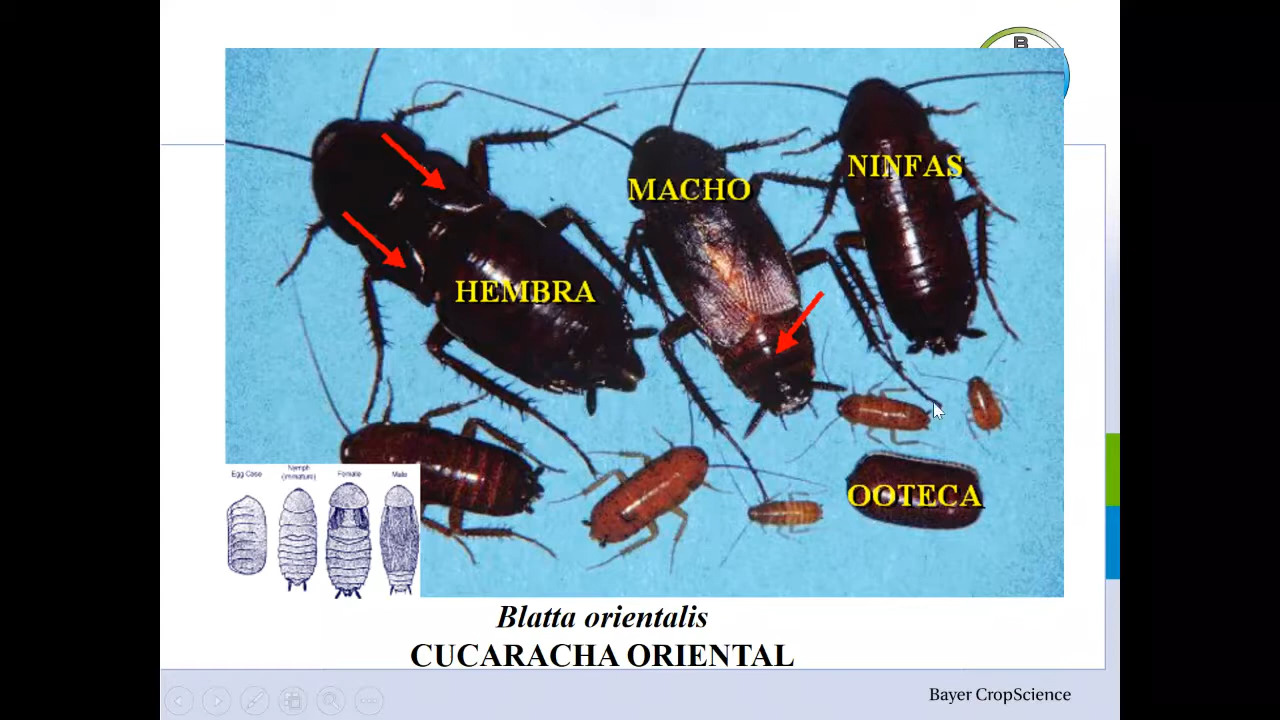 B
MACHO
NINFAS
HEMBRA
Egg Case
Nymph
(immature)
Female
Male
OOTECA
Blatta orientalis
CUCARACHA ORIENTAL
Bayer CropScience